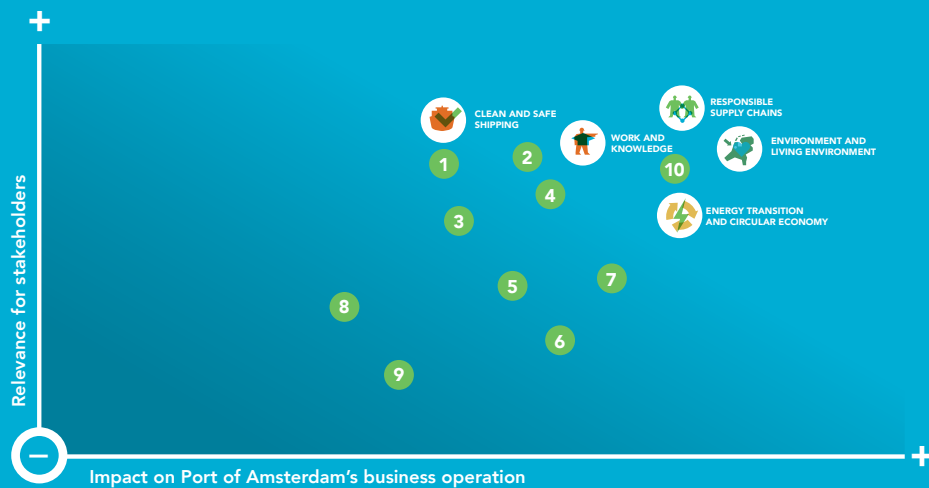 +
CLEAN AND SAFE
SHIPPING
RESPONSIBLE
SUPPLY CHAINS
WORK AND
KNOWLEDGE
ENVIRONMENT AND
LIVING ENVIRONMENT
1
2
10
4
3
ENERGY TRANSITION
AND CIRCULAR ECONOMY
5
7
8
6
9
Relevance for stakeholders
–
+
Impact on Port of Amsterdam's business operation